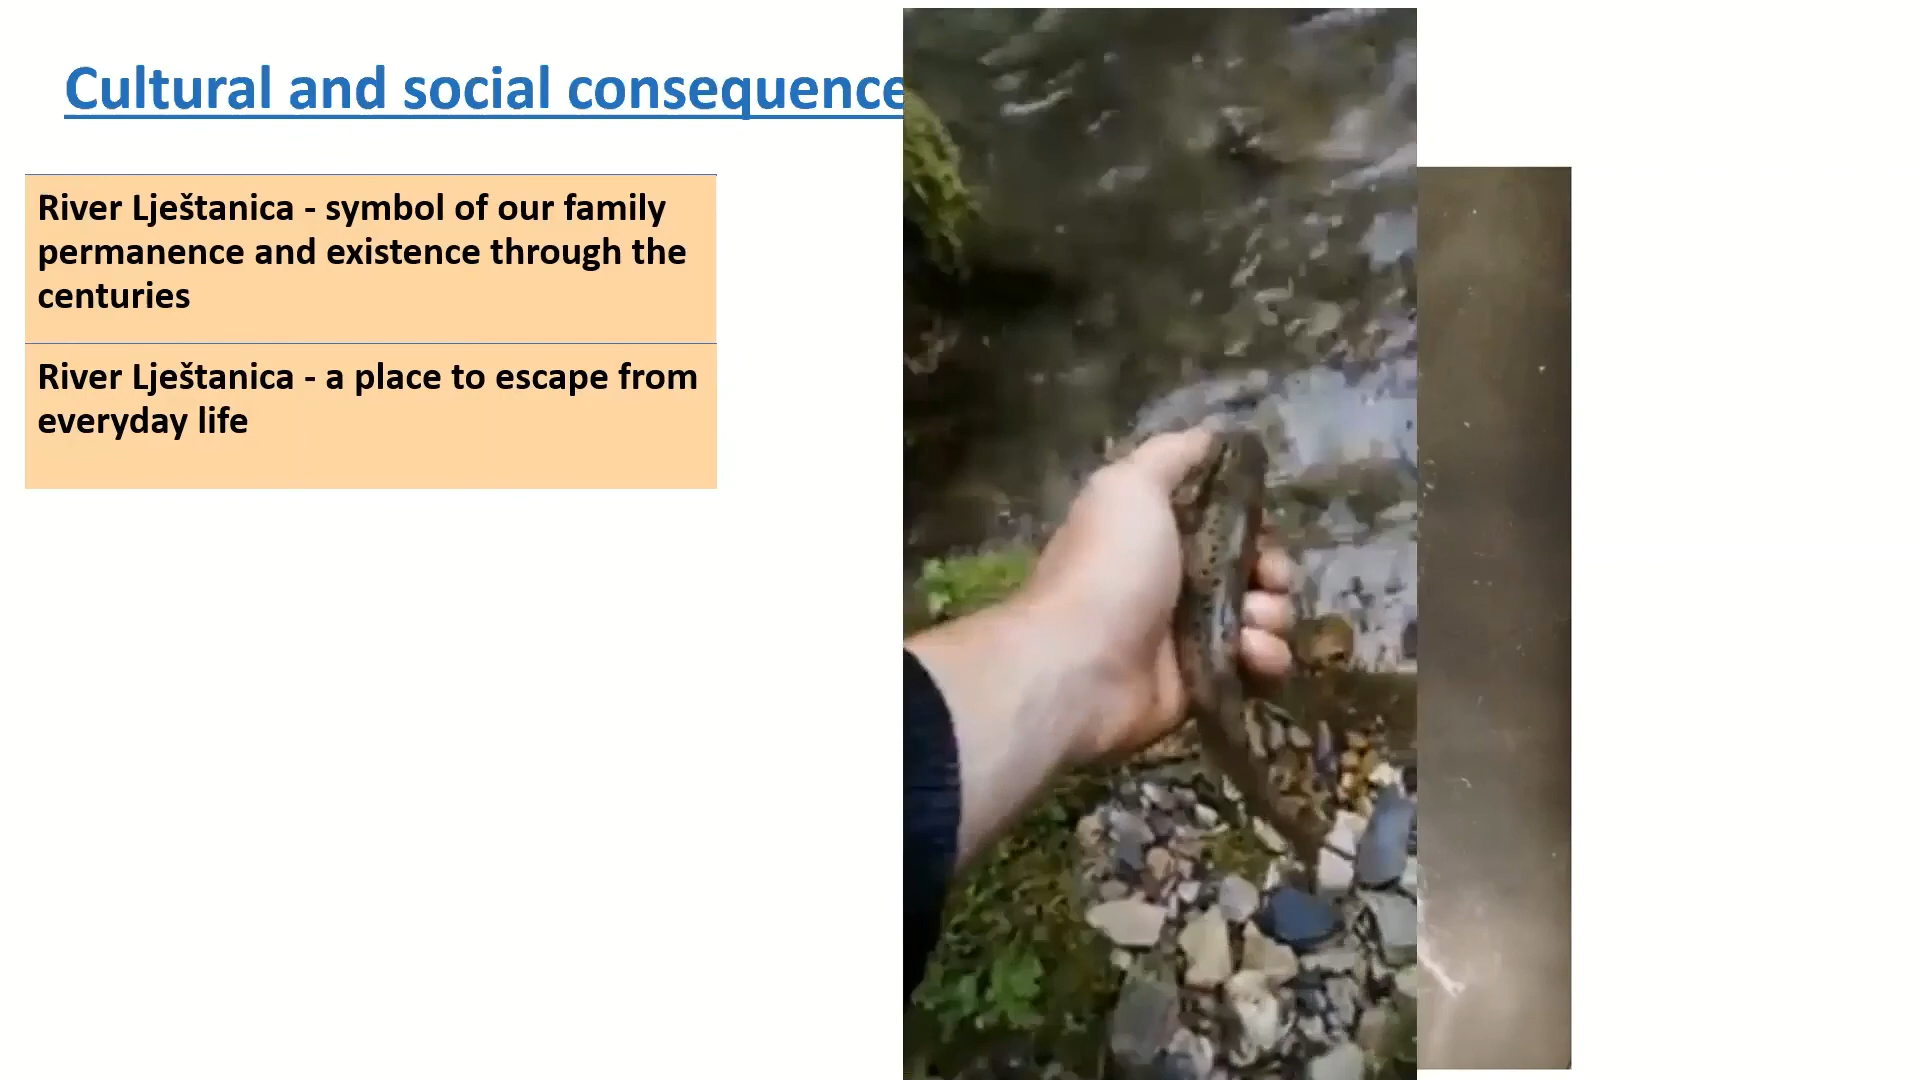 Cultural and social consequence
River Lještanica - symbol of our family
permanence and existence through the
centuries
River Lještanica - a place to escape from
everyday life